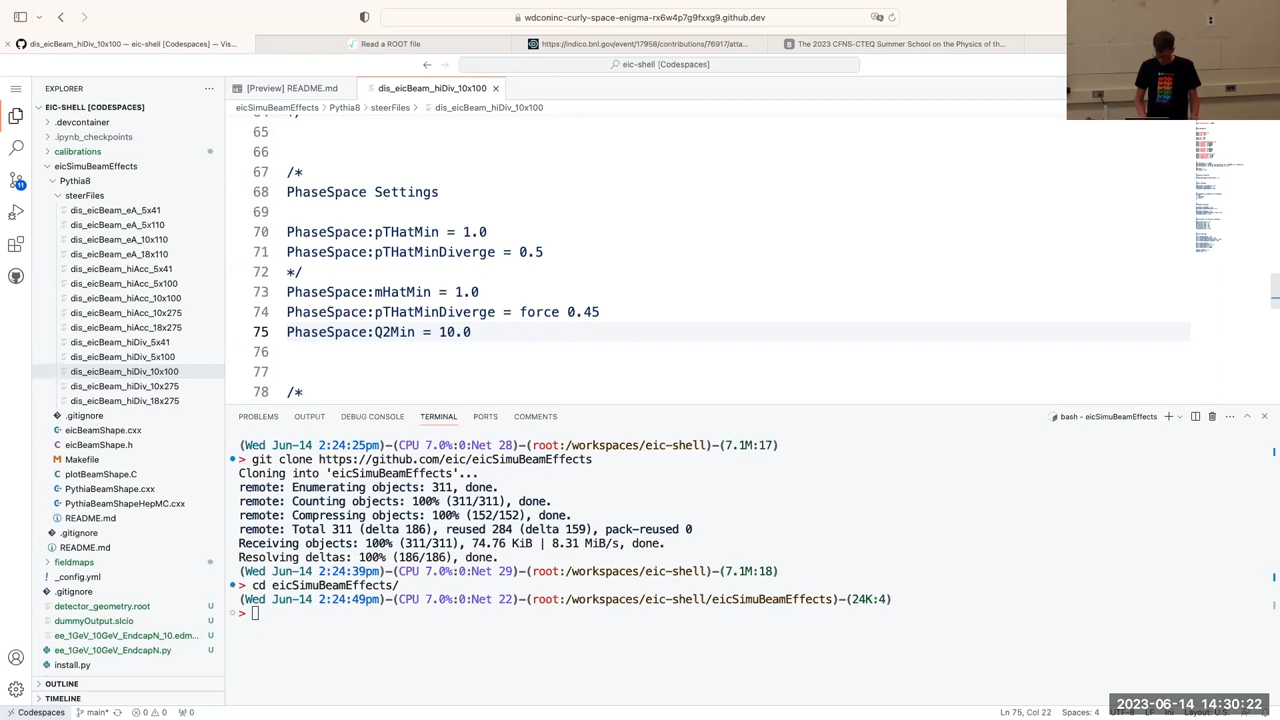 wdconinc-curly-space-enigma-rx6w4p7g9fxxg9.github.dev
dis_eicBeam_hiDiv_10x100 — eic-shell [Codespaces] — Vis...
Read a ROOT file
https://indico.bnl.gov/event/17958/contributions/76917/atta...
The 2023 CFNS-CTEQ Summer School on the Physics of th...
eic-shell [Codespaces]
EXPLORER
[Preview] README.md
dis_eicBeam_hiDiv_10x100
EIC-SHELL [CODESPACES]
eicSimuBeamEffects > Pythia8 > steerFiles > dis_eicBeam_hiDiv_10x100
.devcontainer
.ipynb_checkpoints
calibrations
eicSimuBeamEffects
Pythia8
steerFiles
dis_eicBeam_eA_5x41
dis_eicBeam_eA_5x110
dis_eicBeam_eA_10x110
dis_eicBeam_eA_18x110
dis_eicBeam_hiAcc_5x41
dis_eicBeam_hiAcc_5x100
dis_eicBeam_hiAcc_10x100
dis_eicBeam_hiAcc_10x275
dis_eicBeam_hiAcc_18x275
dis_eicBeam_hiDiv_5x41
dis_eicBeam_hiDiv_5x100
dis_eicBeam_hiDiv_10x100
dis_eicBeam_hiDiv_10x275
dis_eicBeam_hiDiv_18x275
.gitignore
eicBeamShape.cxx
eicBeamShape.h
Makefile
plotBeamShape.C
PythiaBeamShape.cxx
PythiaBeamShapeHepMC.cxx
README.md
.gitignore
README.md
fieldmaps
_config.yml
.gitignore
detector_geometry.root U
dummyOutput.slcio U
ee_1GeV_10GeV_EndcapN_10.edm... U
ee_1GeV_10GeV_EndcapN.py U
install.py
OUTLINE
TIMELINE
11
65
66
67 /*
68 PhaseSpace Settings
69
70 PhaseSpace:pTHatMin = 1.0
71 PhaseSpace:pTHatMinDiverge = 0.5
72 */
73 PhaseSpace:mHatMin = 1.0
74 PhaseSpace:pTHatMinDiverge = force 0.45
75 PhaseSpace:Q2Min = 10.0
76
77
78 /*
PROBLEMS OUTPUT DEBUG CONSOLE TERMINAL PORTS COMMENTS
bash - eicSimuBeamEffects
(Wed Jun-14 2:24:25pm)-(CPU 7.0%:0:Net 28)-(root:/workspaces/eic-shell)-(7.1M:17)
> git clone https://github.com/eic/eicSimuBeamEffects
Cloning into 'eicSimuBeamEffects'...
remote: Enumerating objects: 311, done.
remote: Counting objects: 100% (311/311), done.
remote: Compressing objects: 100% (152/152), done.
remote: Total 311 (delta 186), reused 284 (delta 159), pack-reused 0
Receiving objects: 100% (311/311), 74.76 KiB | 8.31 MiB/s, done.
Resolving deltas: 100% (186/186), done.
(Wed Jun-14 2:24:39pm)-(CPU 7.0%:0:Net 29)-(root:/workspaces/eic-shell)-(7.1M:18)
> cd eicSimuBeamEffects/
(Wed Jun-14 2:24:49pm)-(CPU 7.0%:0:Net 22)-(root:/workspaces/eic-shell/eicSimuBeamEffects)-(24K:4)
>
Codespaces main* 0 0 0
Ln 75, Col 22 Spaces: 4
2023-06-14 14:30:22